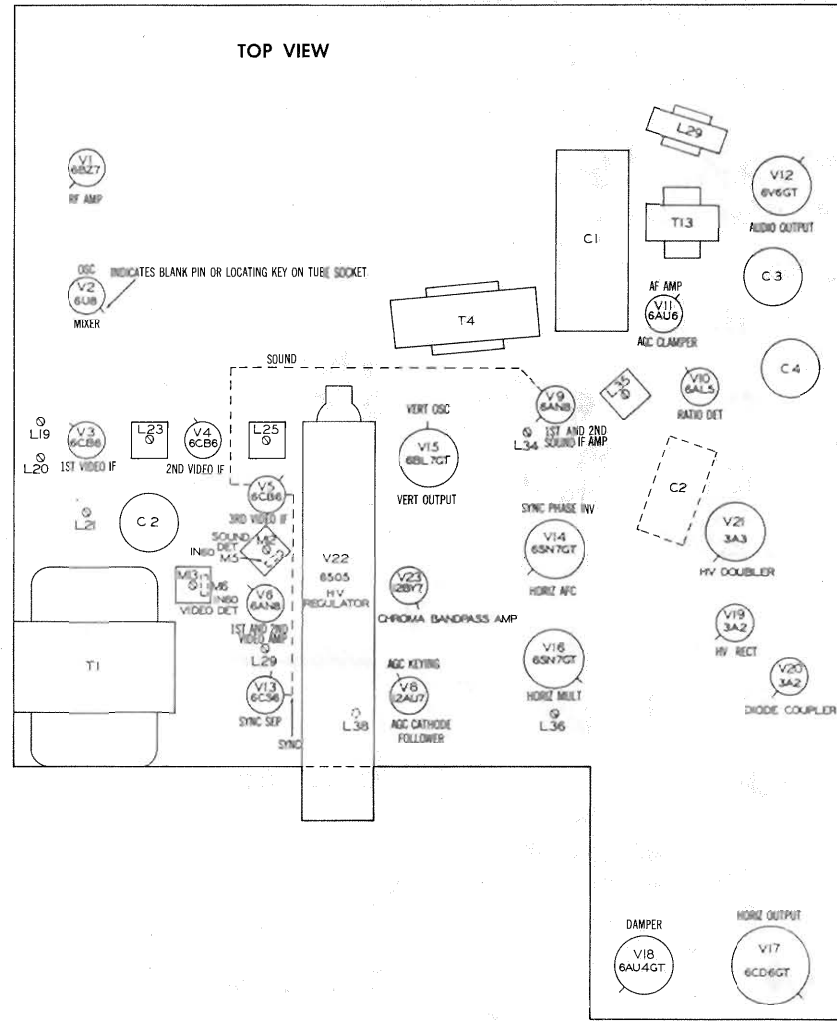 TOP VIEW
L29
V1
6BZ7
RF AMP
V12
6V6GT
AUDIO OUTPUT
C1
T13
OSC
INDICATES BLANK PIN OR LOCATING KEY ON TUBE SOCKET
V2
6U8
MIXER
C3
AF AMP
V11
6AU6
AGC CLAMPER
T4
SOUND
C4
L35
V10
6AL5
RATIO DET
V9
6AN8
1ST AND 2ND
SOUND IF AMP
L34
VERT OSC
V15
6BL7GT
VERT OUTPUT
L19
L20
V3
6CB6
1ST VIDEO IF
L23
V4
6CB6
2ND VIDEO IF
L25
V5
6CB6
3RD VIDEO IF
L21
C2
C2
SYNC PHASE INV
V14
6SN7GT
HORIZ AFC
V21
3A3
HV DOUBLER
SOUND
DET
IN60
M5
M12
V22
6505
HV
REGULATOR
M13
M6
IN60
VIDEO DET
V6
6AN8
1ST AND 2ND
VIDEO AMP
V23
12BY7
CHROMA BANDPASS AMP
V19
3A2
HV RECT
T1
L29
V13
6CS6
SYNC SEP
SYNC
L38
AGC KEYING
V8
12AU7
AGC CATHODE
FOLLOWER
V16
6SN7GT
HORIZ MULT
L36
V20
3A2
DIODE COUPLER
DAMPER
V18
6AU4GT
HORIZ OUTPUT
V17
6CD6GT